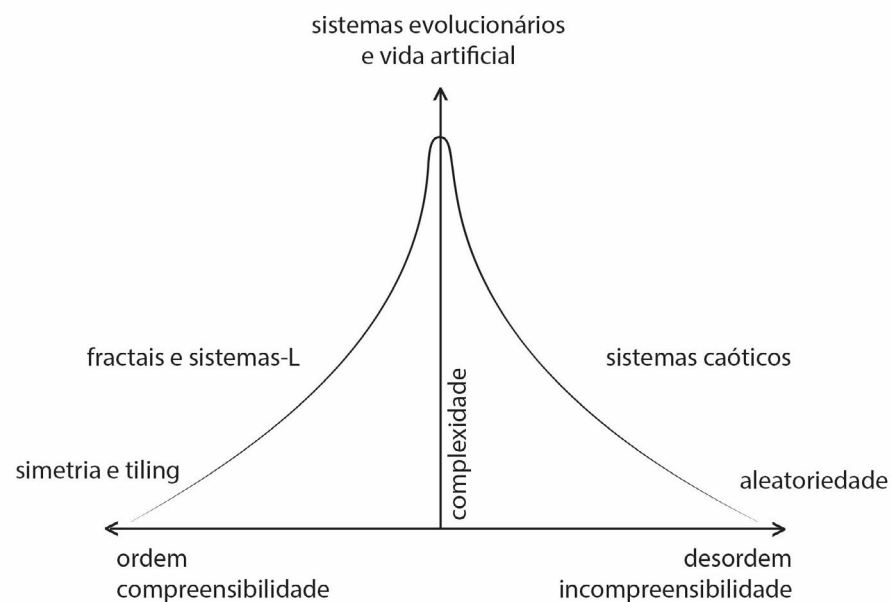 sistemas evolucionários
e vida artificial
fractais e sistemas-L
sistemas caóticos
complexidade
simetria e tiling
aleatoriedade
ordem
compreensibilidade
desordem
incompreensibilidade